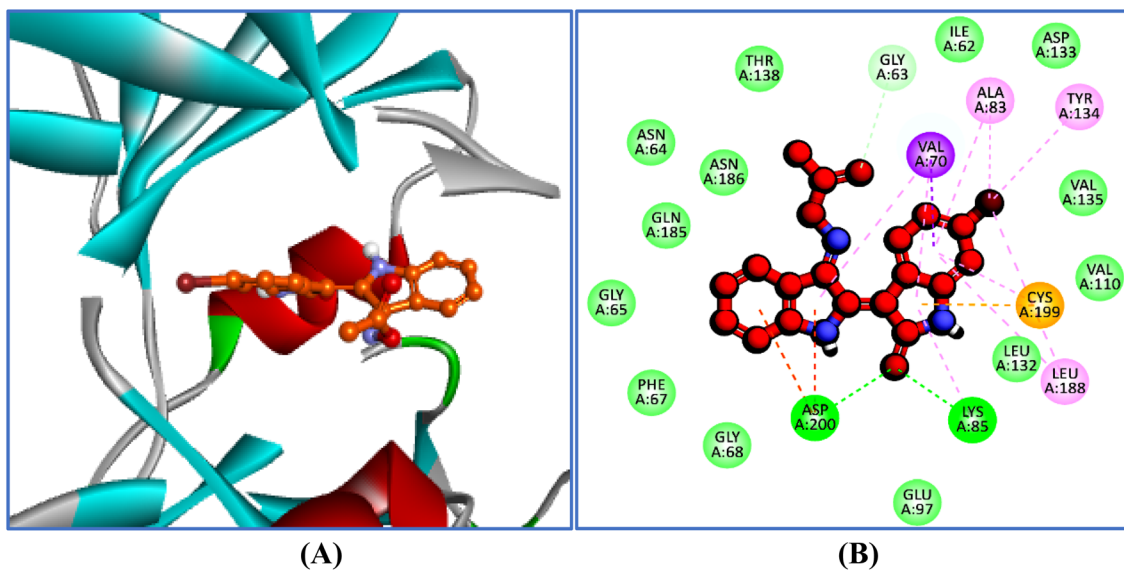 ILE
A:62
ASP
A:133
THR
A:138
GLY
A:63
ALA
A:83
TYR
A:134
ASN
A:64
VAL
A:70
ASN
A:186
VAL
A:135
GLN
A:185
VAL
A:110
GLY
A:65
CYS
A:199
LEU
A:132
LEU
A:188
PHE
A:67
ASP
A:200
LYS
A:85
GLY
A:68
GLU
A:97
(A)
(B)